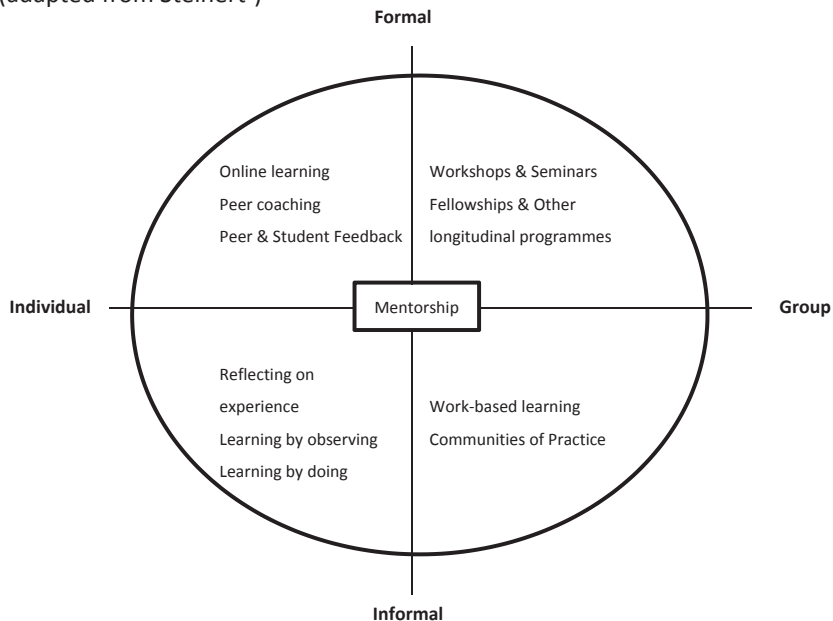 (adapted from Steinert )
Formal
Online learning
Peer coaching
Peer & Student Feedback
Workshops & Seminars
Fellowships & Other
longitudinal programmes
Individual
Mentorship
Group
Reflecting on
experience
Learning by observing
Learning by doing
Work-based learning
Communities of Practice
Informal